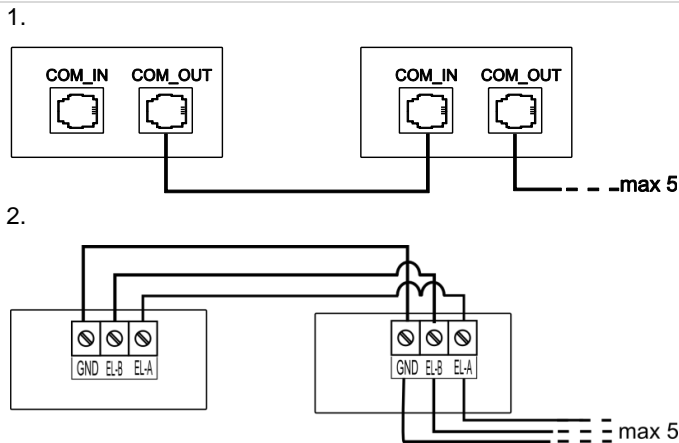 1.
COM_IN COM_OUT COM_IN COM_OUT
max 5
2.
GND EL-B EL-A GND EL-B EL-A
max 5